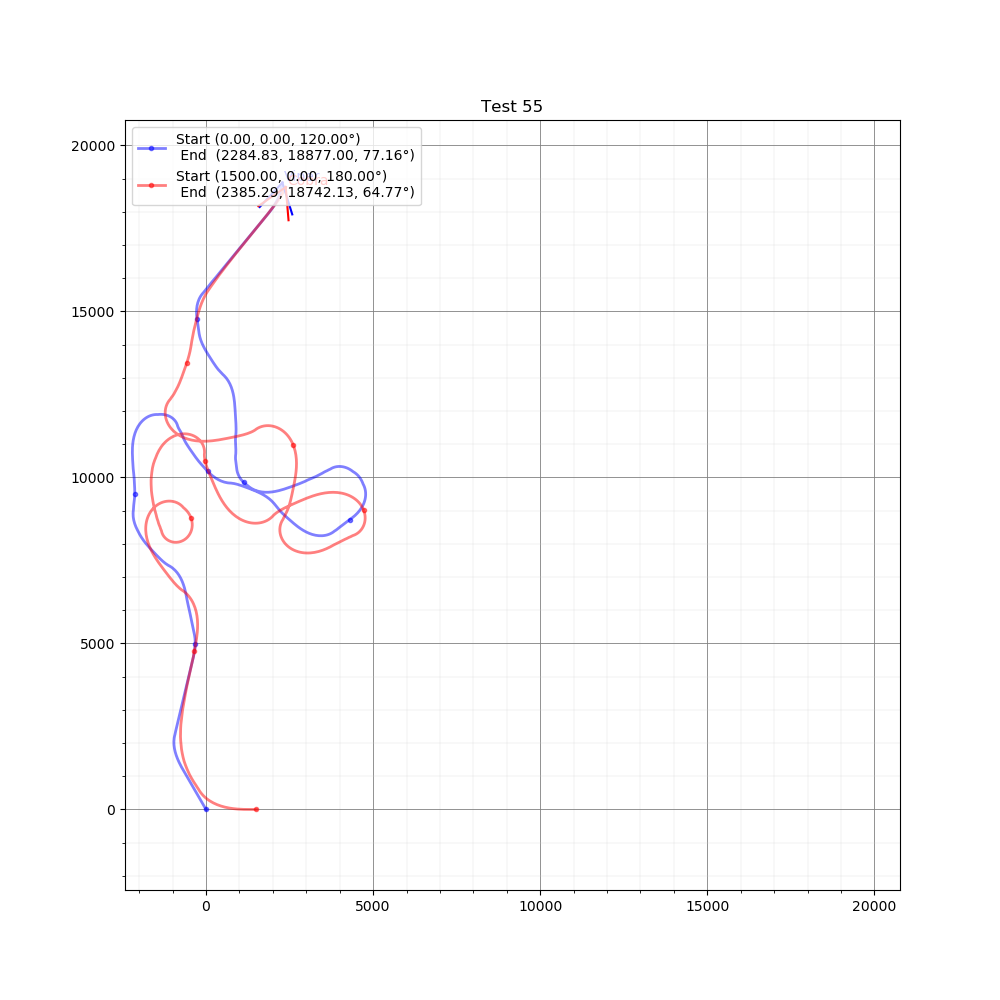 Test 55
Start (0.00, 0.00, 120.00°)
End (2284.83, 18877.00, 77.16°)
Start (1500.00, 0.00, 180.00°)
End (2385.29, 18742.13, 64.77°)
20000
15000
10000
5000
0
0 5000 10000 15000 20000